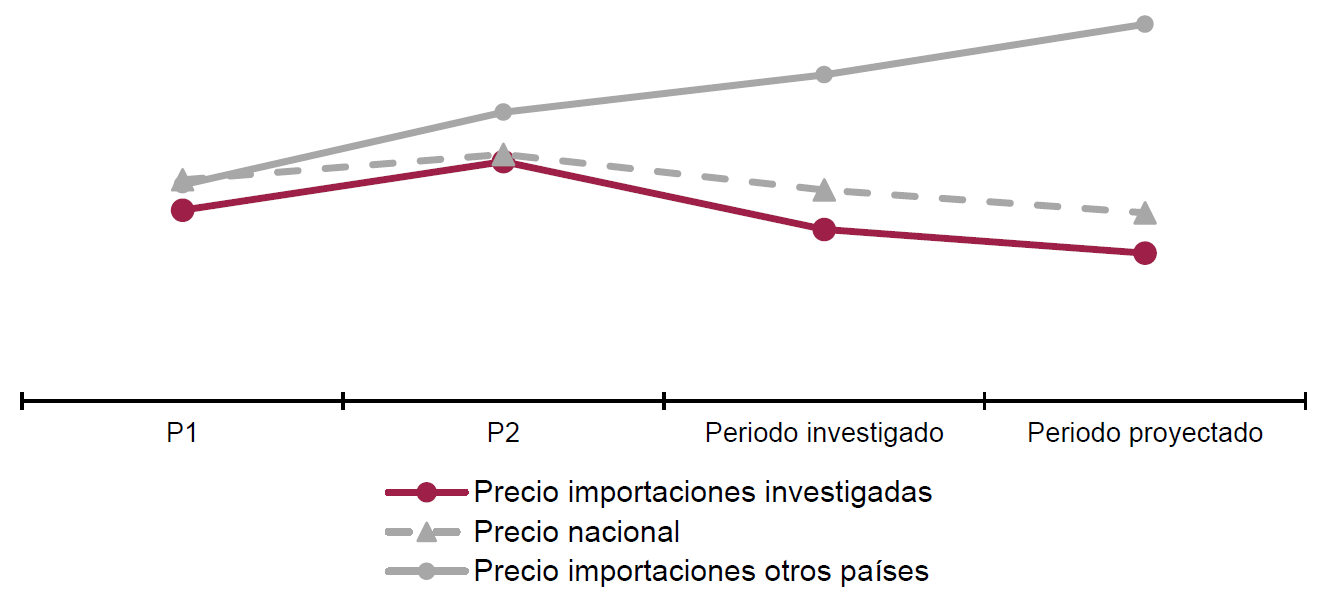 P1 P2 Periodo investigado Periodo proyectado
Precio importaciones investigadas
Precio nacional
Precio importaciones otros países